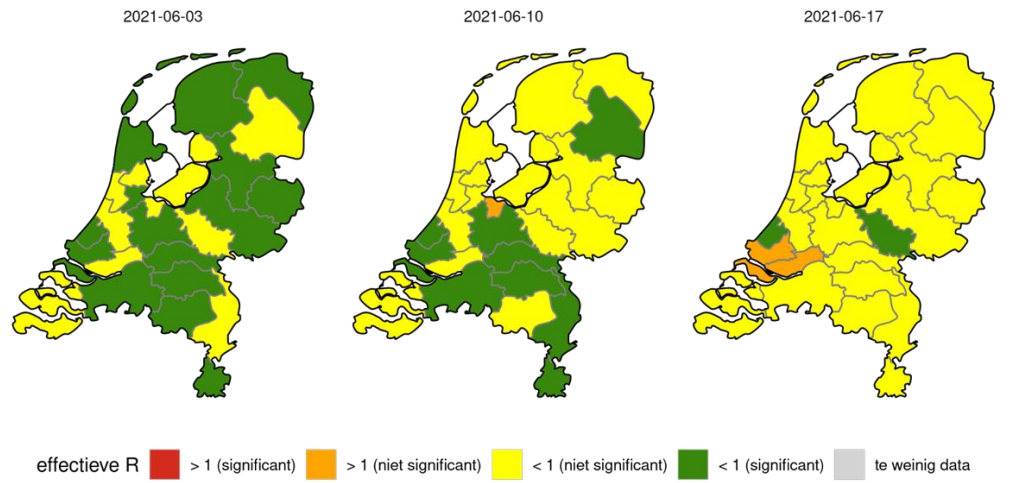 2021-06-03 2021-06-10 2021-06-17
effectieve R > 1 (significant) > 1 (niet significant) < 1 (niet significant) < 1 (significant) te weinig data